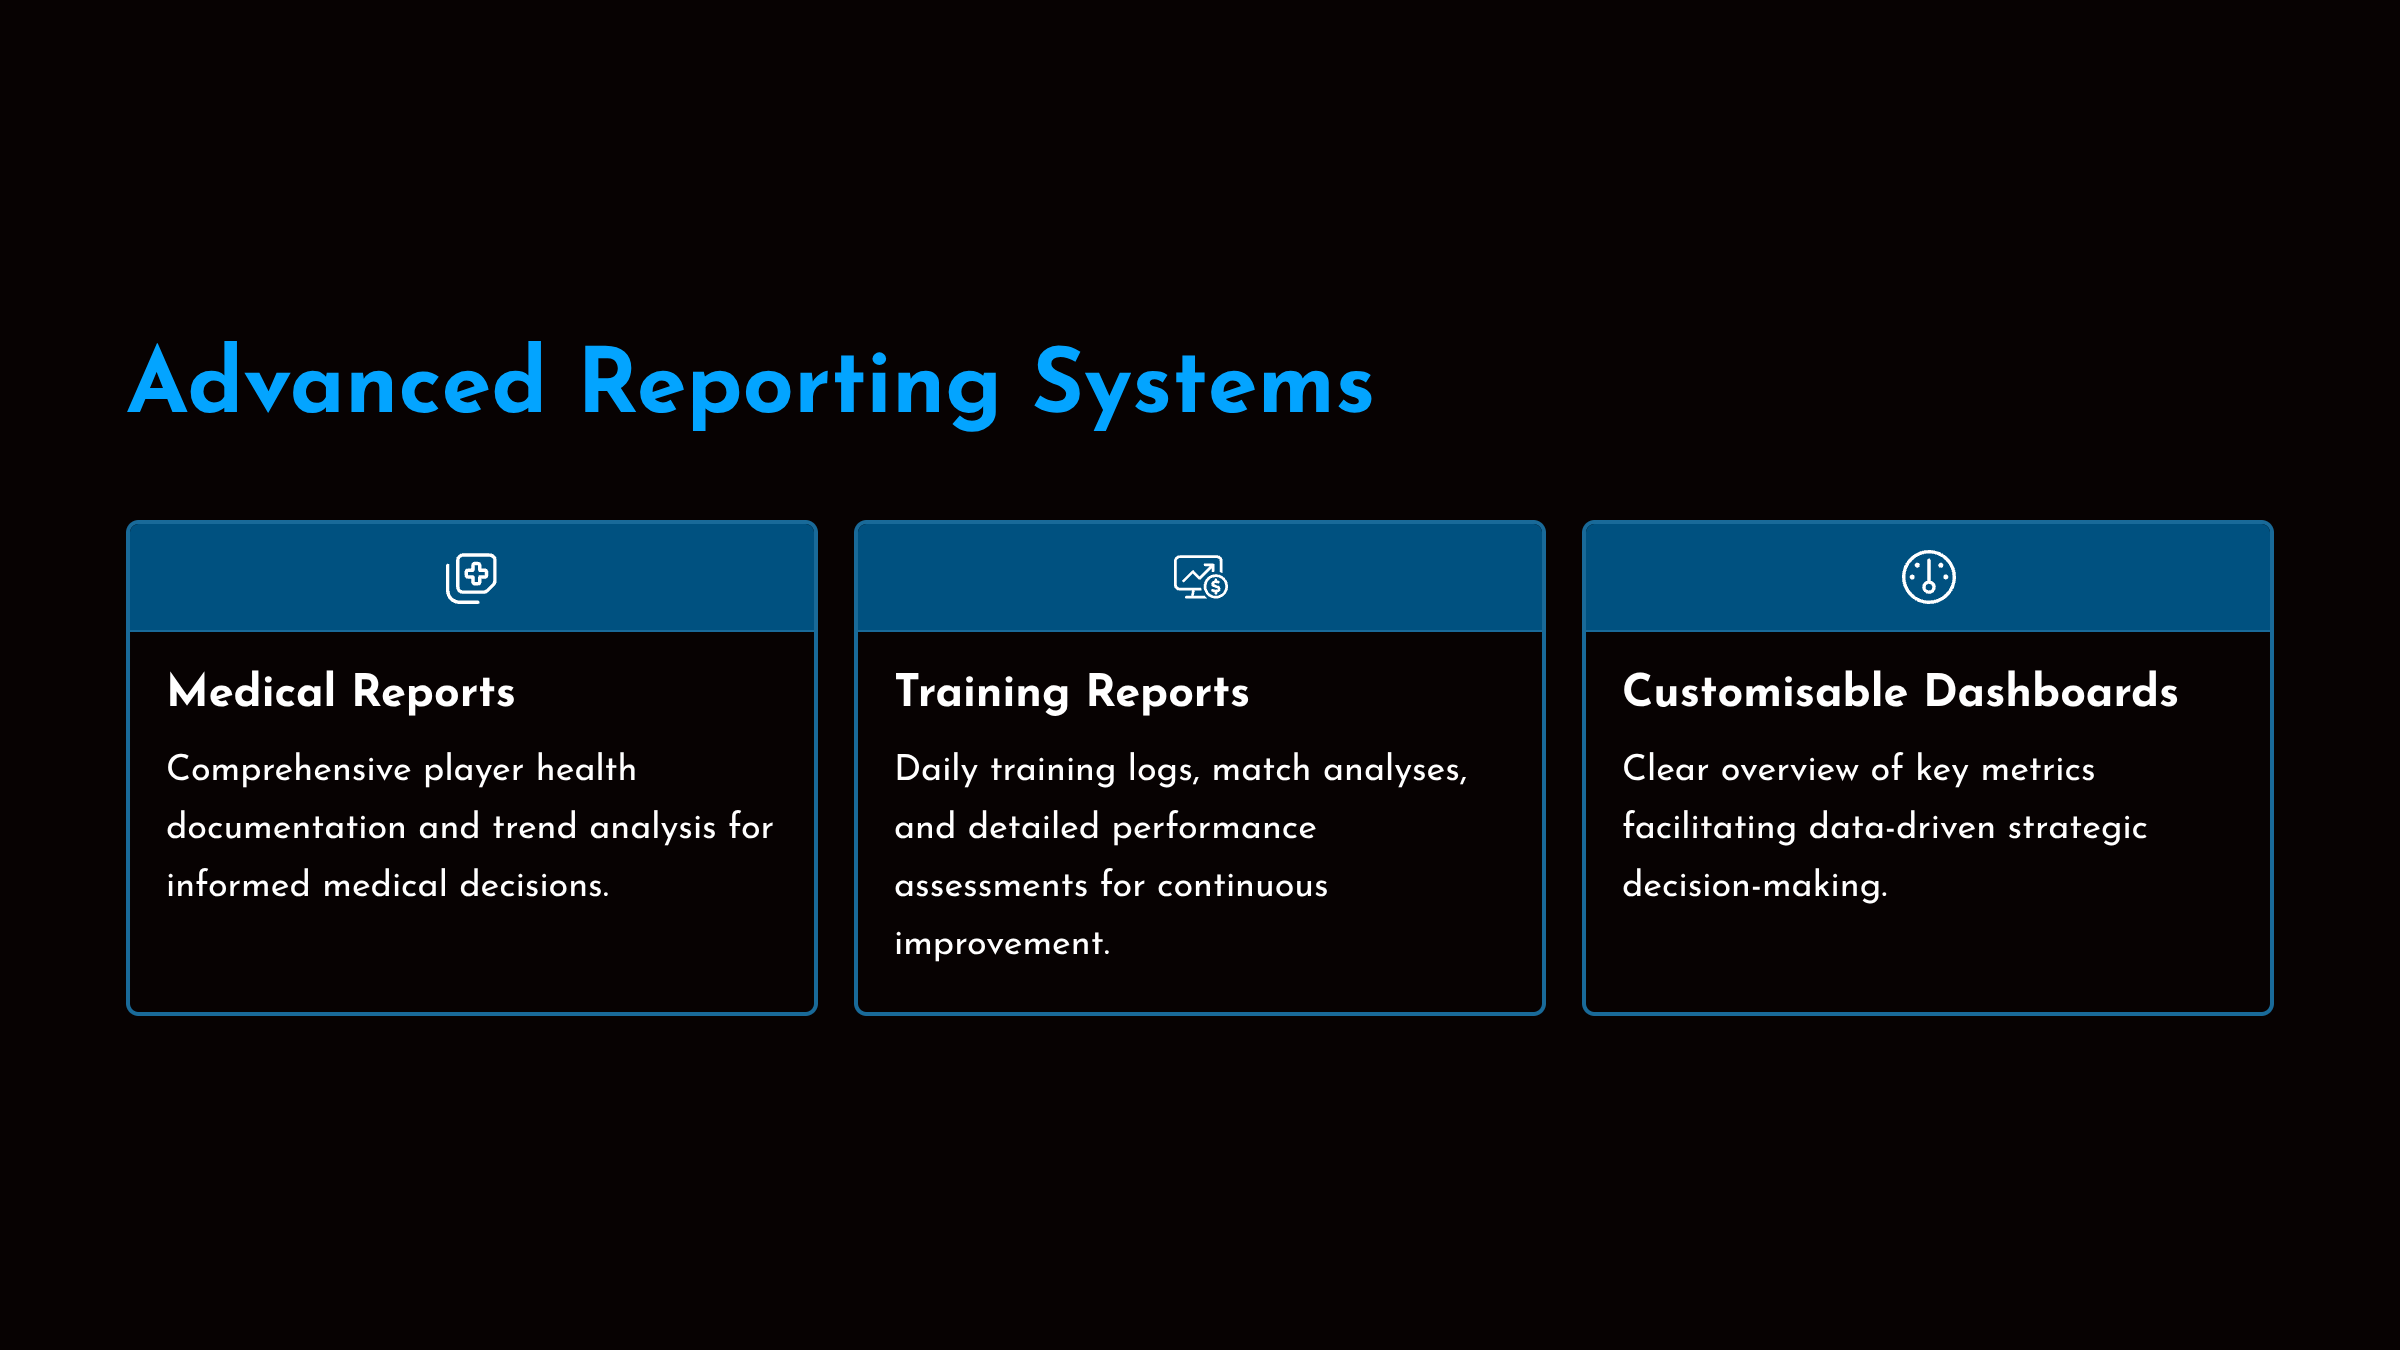 Advanced Reporting Systems
Medical Reports
Comprehensive player health
documentation and trend analysis for
informed medical decisions.
Training Reports
Daily training logs, match analyses,
and detailed performance
assessments for continuous
improvement.
Customisable Dashboards
Clear overview of key metrics
facilitating data-driven strategic
decision-making.